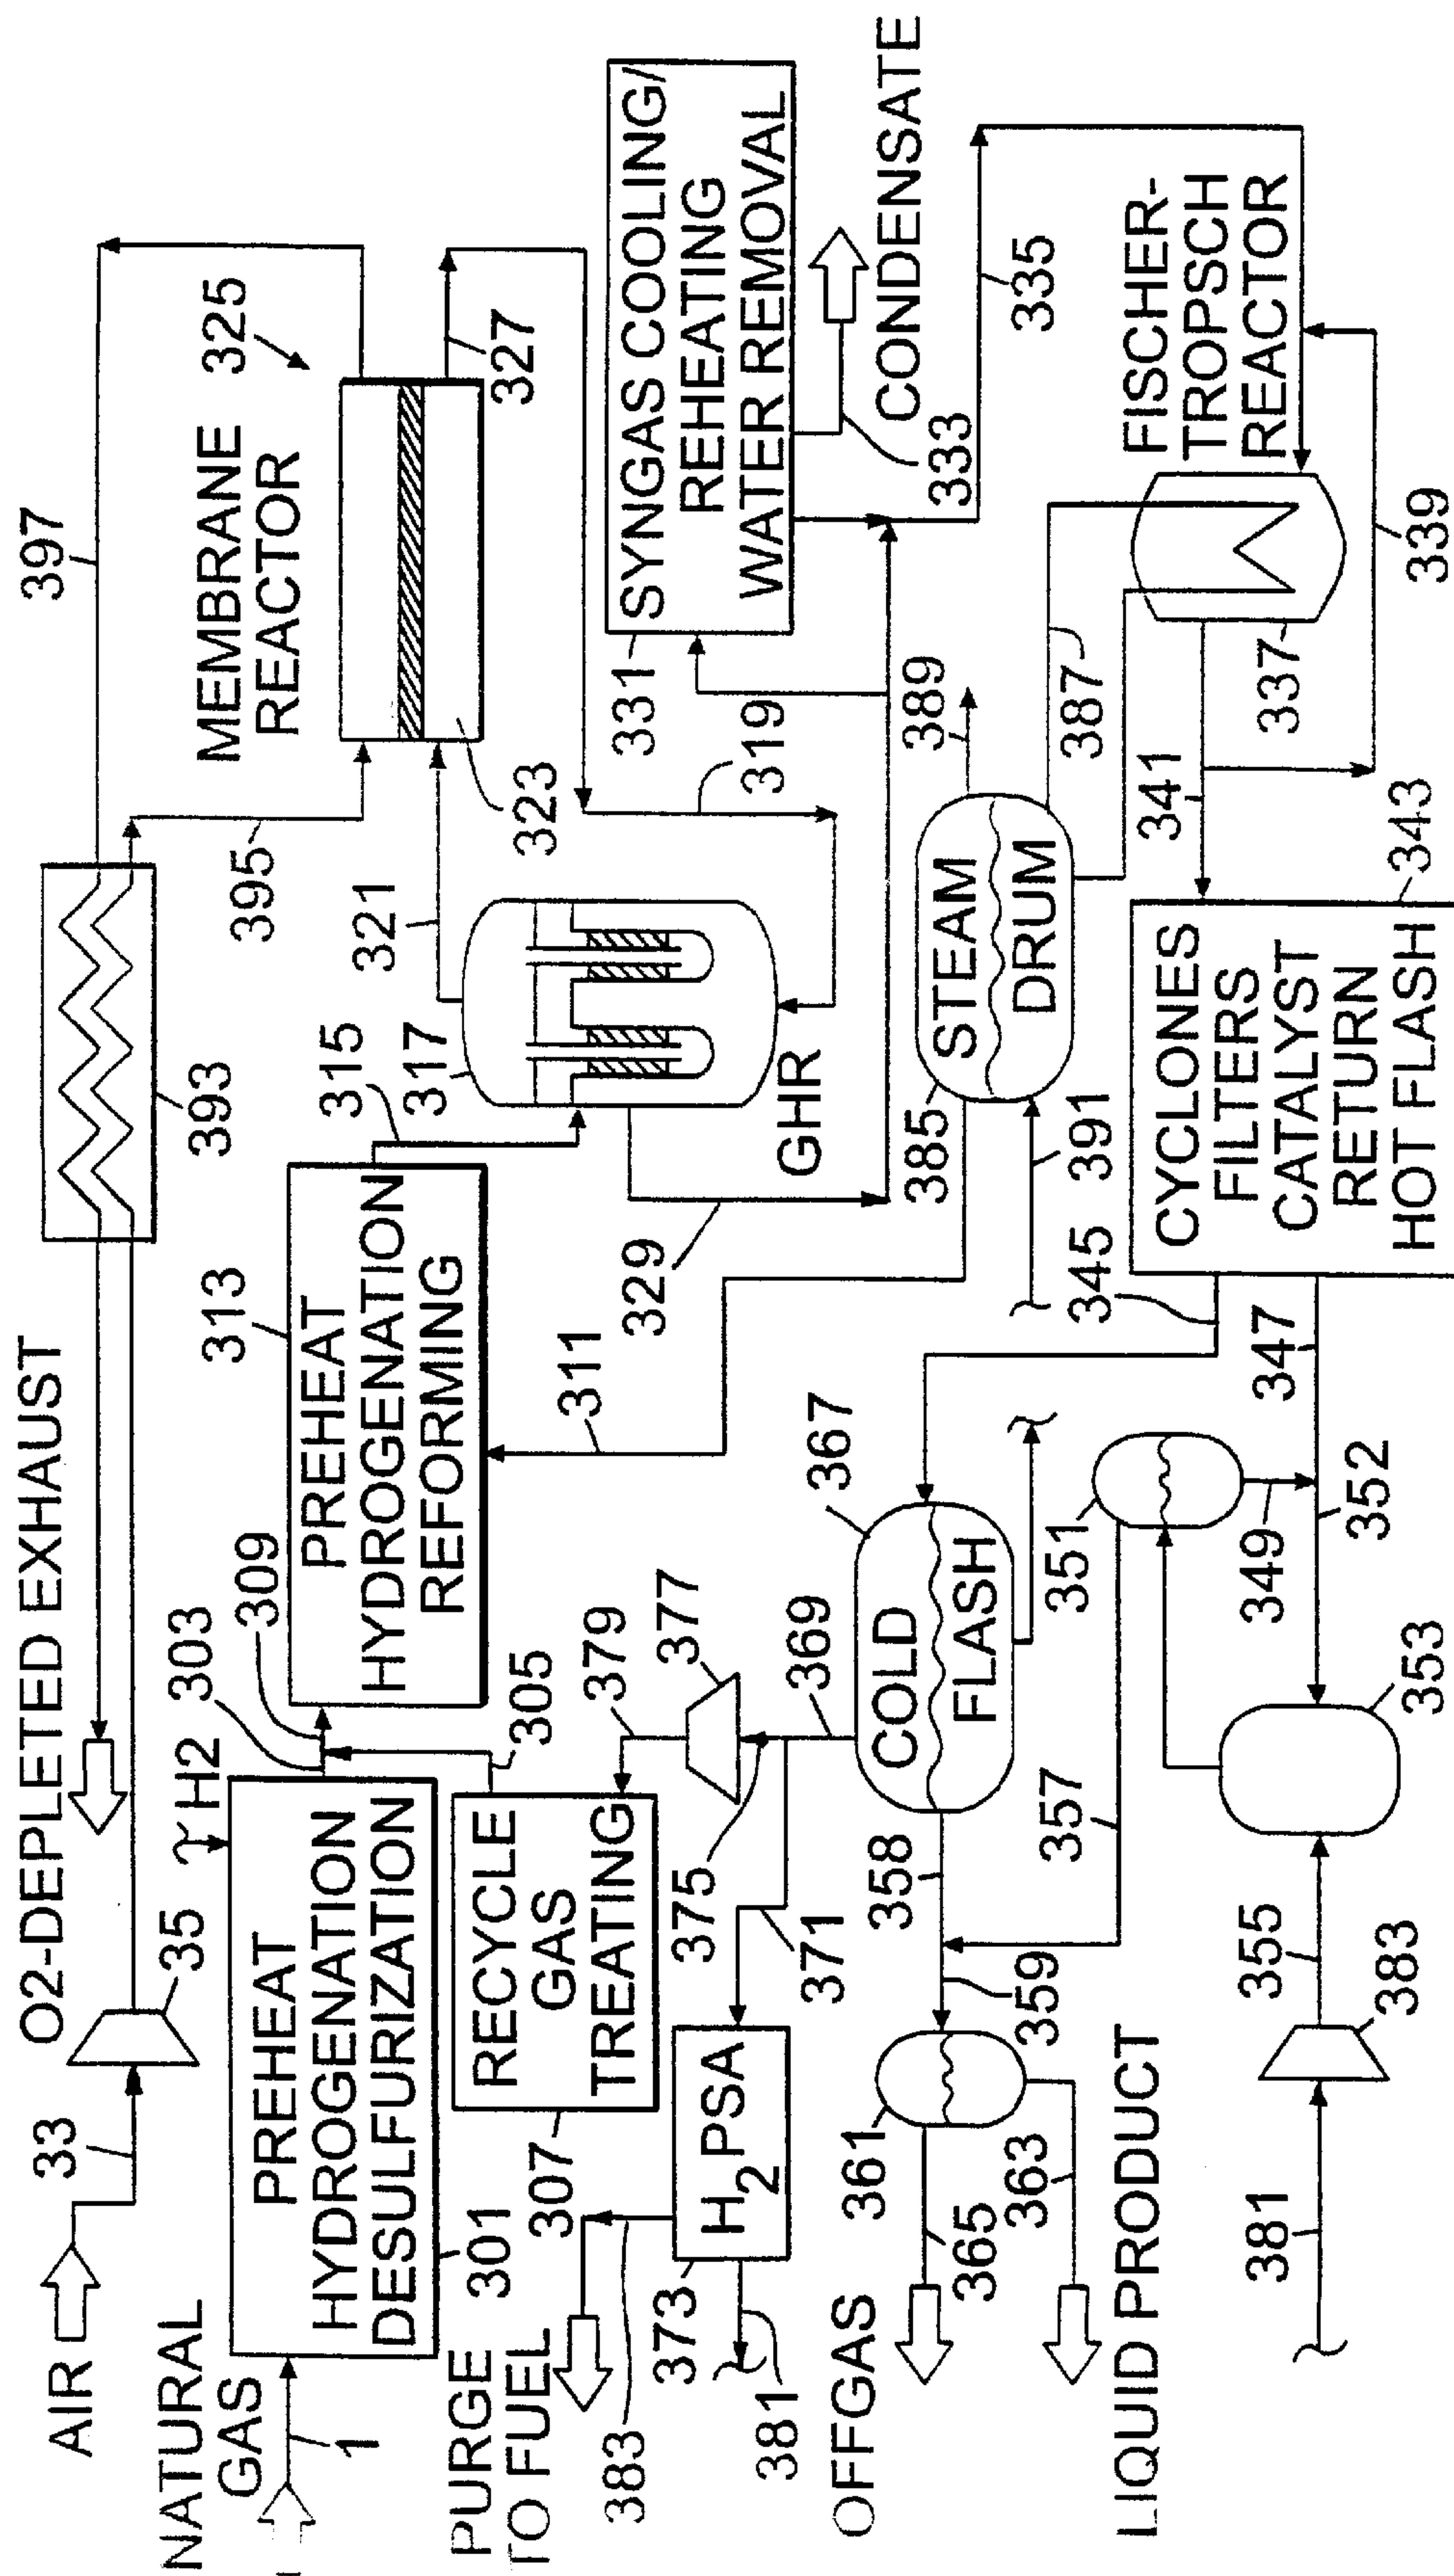 O2-DEPLETED EXHAUST
397
AIR
33
35
393
395
MEMBRANE
REACTOR
325
NATURAL
GAS
1
H2
PREHEAT
HYDROGENATION
DESULFURIZATION
301
303
309
313
PREHEAT
HYDROGENATION
REFORMING
315
317
321
323
327
PURGE
TO FUEL
RECYCLE
GAS
TREATING
307
305
311
329
GHR
319
331
SYNGAS COOLING/
REHEATING
WATER REMOVAL
CONDENSATE
333
335
383
373
H2 PSA
381
371
375
379
377
369
367
COLD
FLASH
385
STEAM
DRUM
389
387
391
OFFGAS
361
365
363
358
359
357
LIQUID PRODUCT
351
349
345
347
352
CYCLONES
FILTERS
CATALYST
RETURN
HOT FLASH
343
341
337
339
FISCHER-
TROPSCH
REACTOR
381
383
355
353